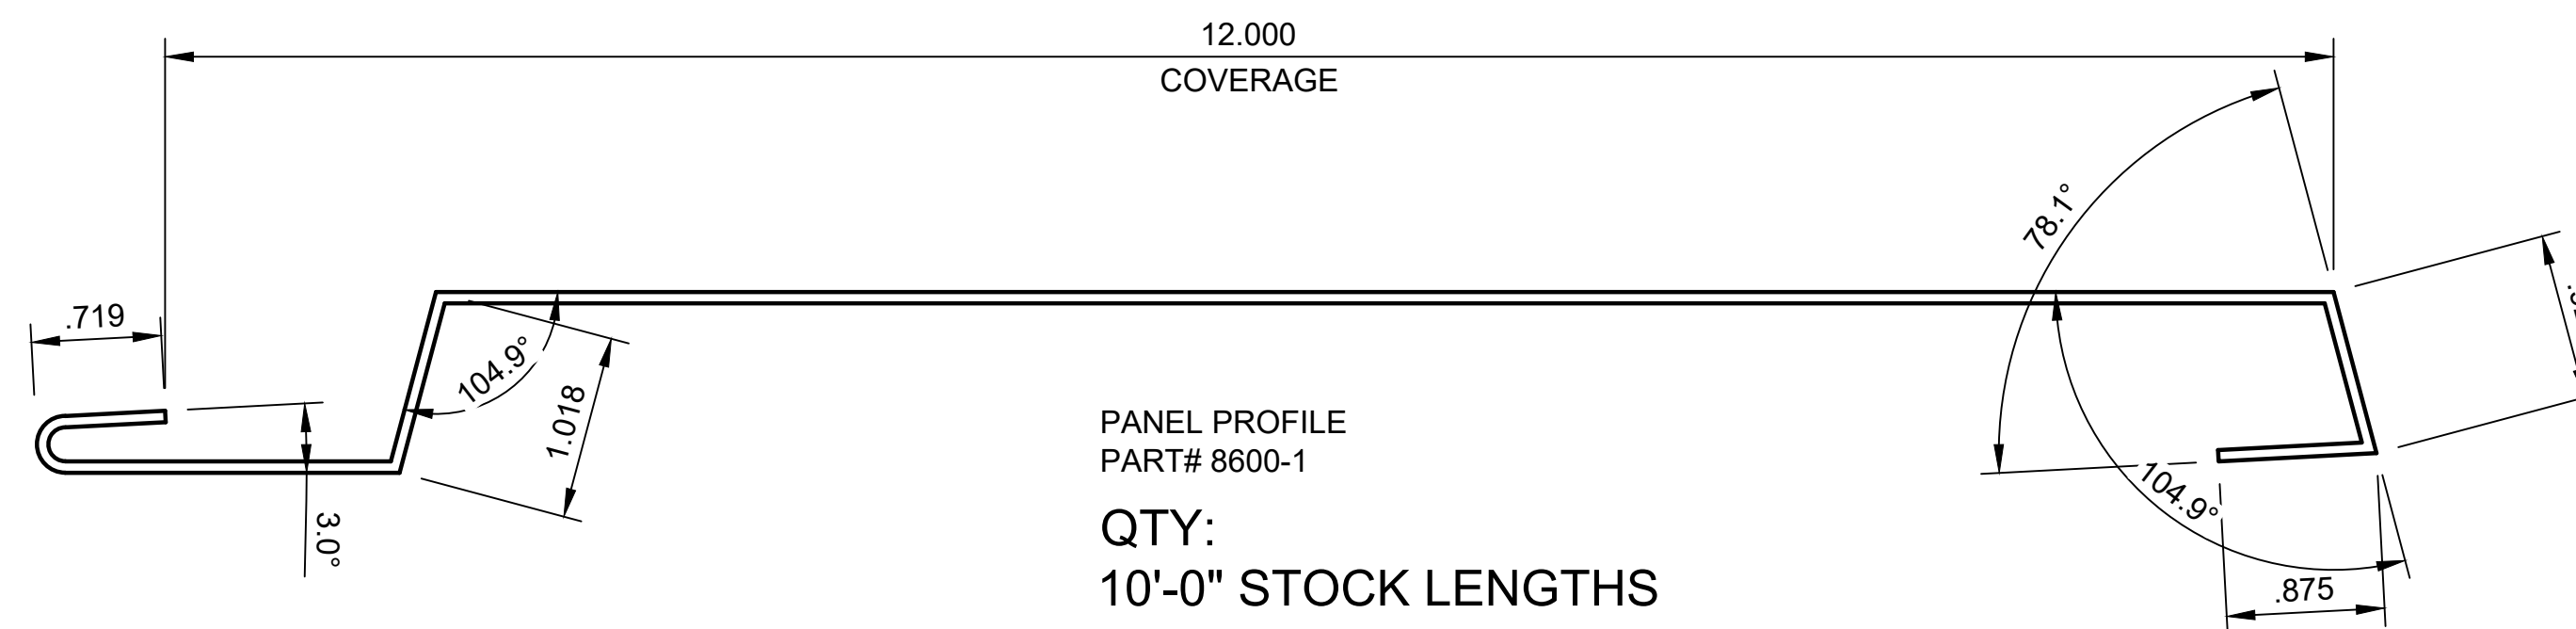 12.000
COVERAGE
78.1°
.719
104.9°
1.018
PANEL PROFILE
PART# 8600-1
QTY:
10'-0" STOCK LENGTHS
3.0°
104.9°
.875